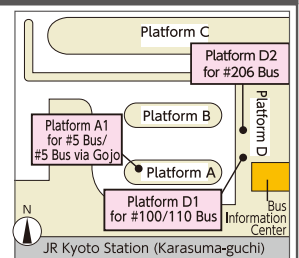 Platform C
Platform D2
for #206 Bus
Platform B
Platform D
Platform A1
for #5 Bus/
#5 Bus via Gojo
Platform A
Platform D1
for #100/110 Bus
Bus
Information
Center
N
JR Kyoto Station (Karasuma-guchi)